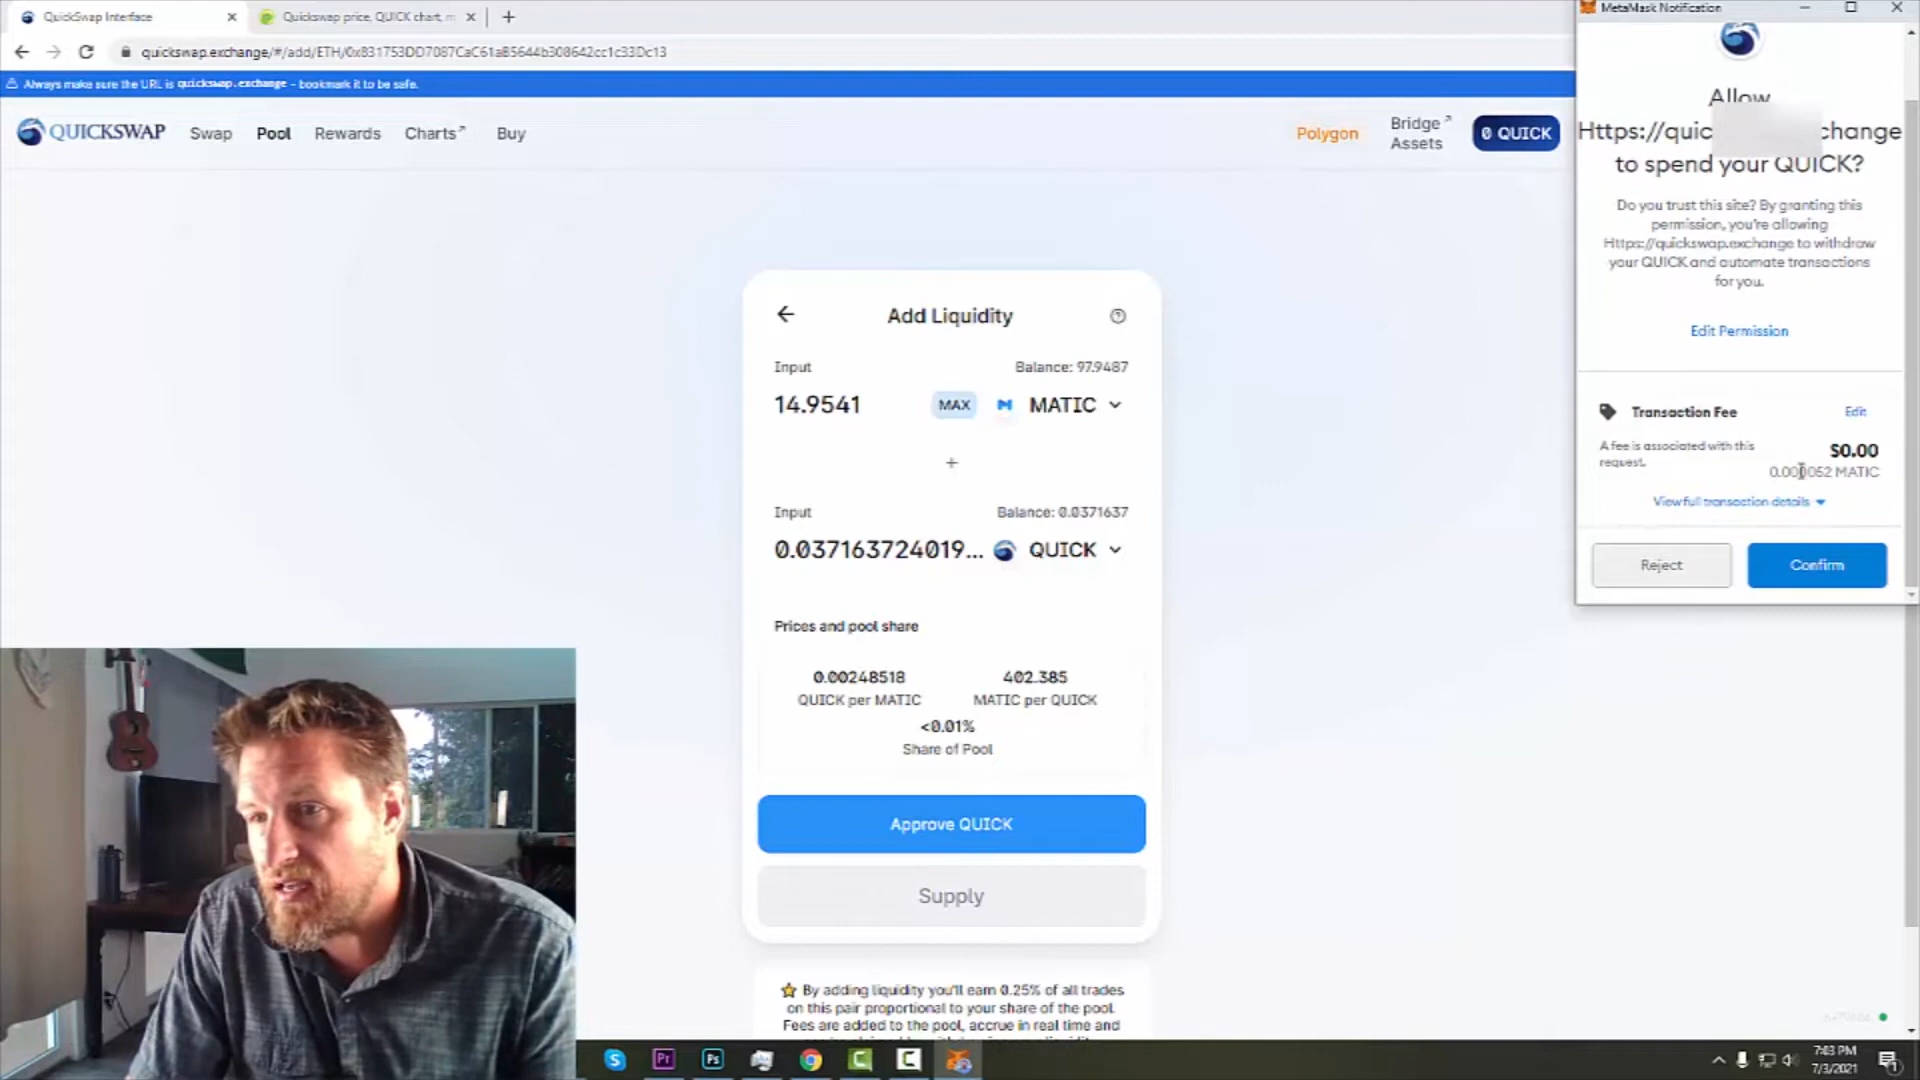 QuickSwap Interface
Quickswap price, QUICK chart, m
quickswap.exchange/#/add/ETH/0x831753DD7087CaC61aB5644b308642cc1c33Dc13
Always make sure the URL is quickswap.exchange - bookmark it to be safe.
QUICKSWAP
Swap
Pool
Rewards
Charts
Buy
Polygon
Bridge Assets
0 QUICK
Add Liquidity
Input
Balance: 97.9487
14.9541
MAX
MATIC
+
Input
Balance: 0.0371637
0.037163724019...
QUICK
Prices and pool share
0.00248518
402.385
QUICK per MATIC
MATIC per QUICK
<0.01%
Share of Pool
Approve QUICK
Supply
By adding liquidity you'll earn 0.25% of all trades
on this pair proportional to your share of the pool.
Fees are added to the pool, accrue in real time and
MetaMask Notification
Allow
Https://quic change
to spend your QUICK?
Do you trust this site? By granting this
permission, you're allowing
Https://quickswap.exchange to withdraw
your QUICK and automate transactions
for you.
Edit Permission
Transaction Fee
Edit
A fee is associated with this
request.
$0.00
0.000052 MATIC
View full transaction details
Reject
Confirm
S
Pr
Ps
C
C
7:03 PM
7/3/2021
1